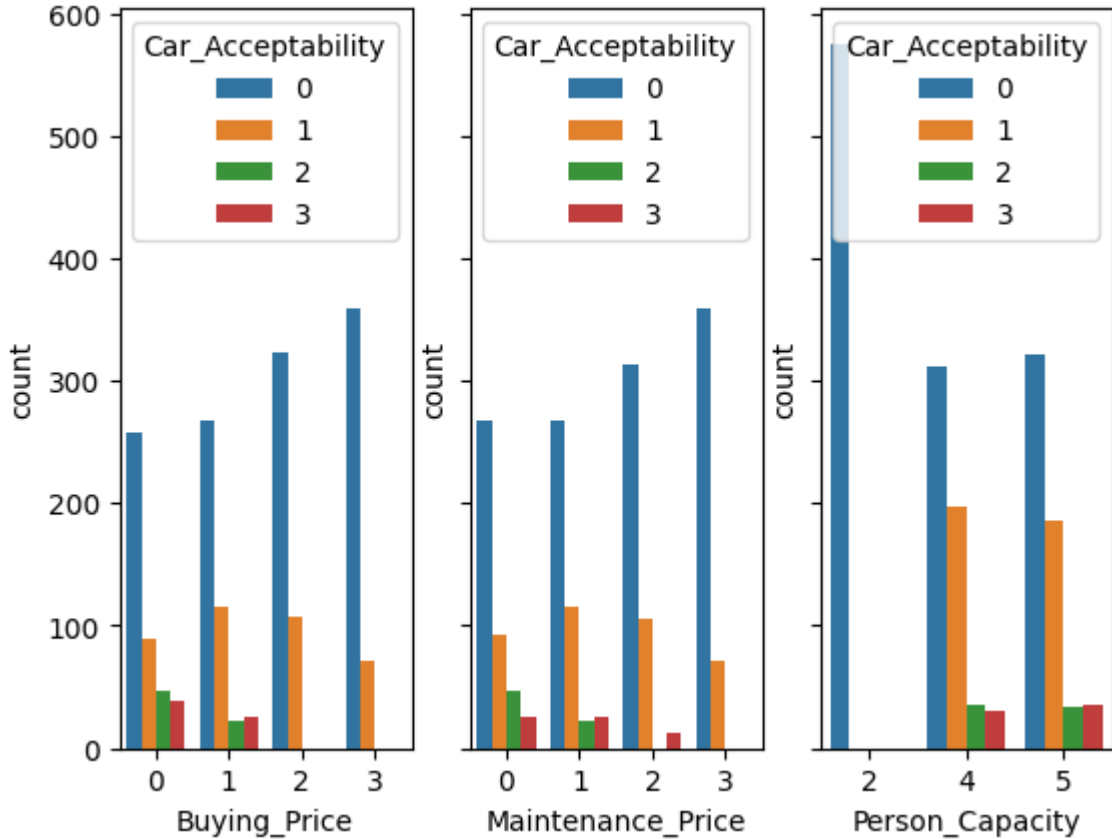 600
500
400
300
200
100
0
count
Car_Acceptability
0
1
2
3
0 1 2 3
Buying_Price
count
Car_Acceptability
0
1
2
3
0 1 2 3
Maintenance_Price
count
Car_Acceptability
0
1
2
3
2 4 5
Person_Capacity